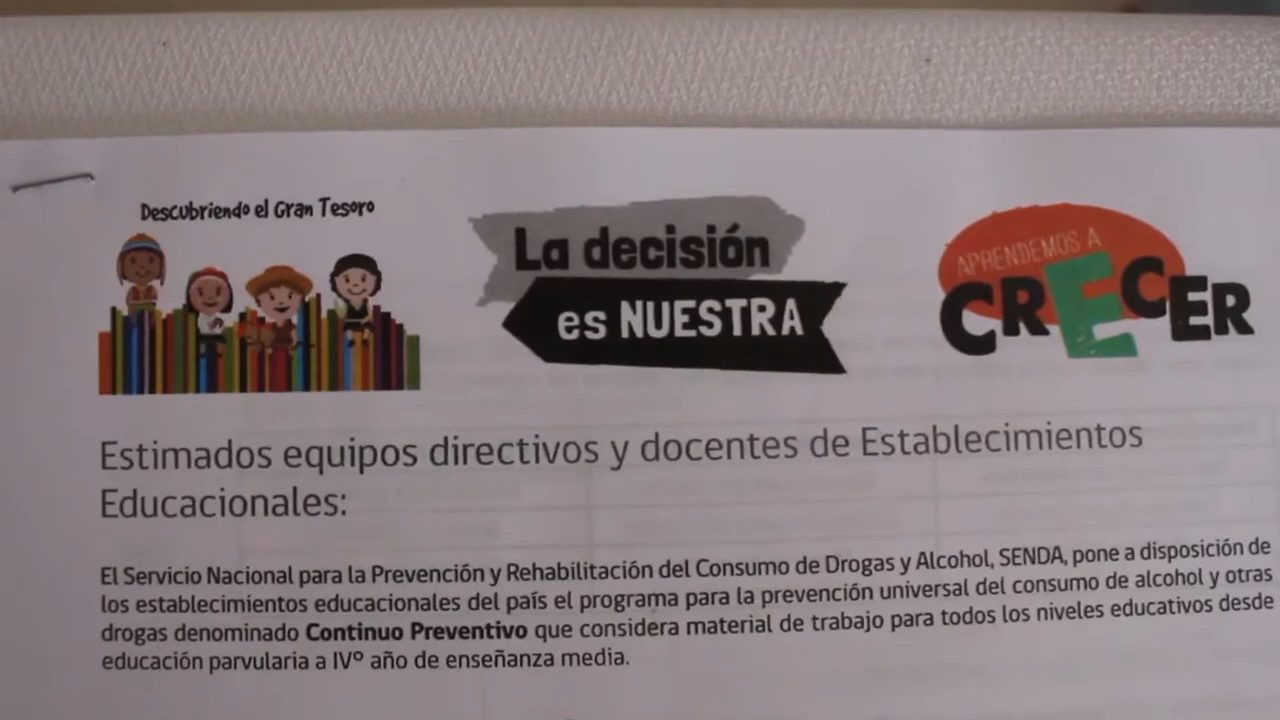 Descubriendo el Gran Tesoro
La decisión
es NUESTRA
APRENDEMOS A
CRECER
Estimados equipos directivos y docentes de Establecimientos
Educacionales:
El Servicio Nacional para la Prevención y Rehabilitación del Consumo de Drogas y Alcohol, SENDA, pone a disposición de
los establecimientos educacionales del país el programa para la prevención universal del consumo de alcohol y otras
drogas denominado Continuo Preventivo que considera material de trabajo para todos los niveles educativos desde
educación parvularia a IVº año de enseñanza media.